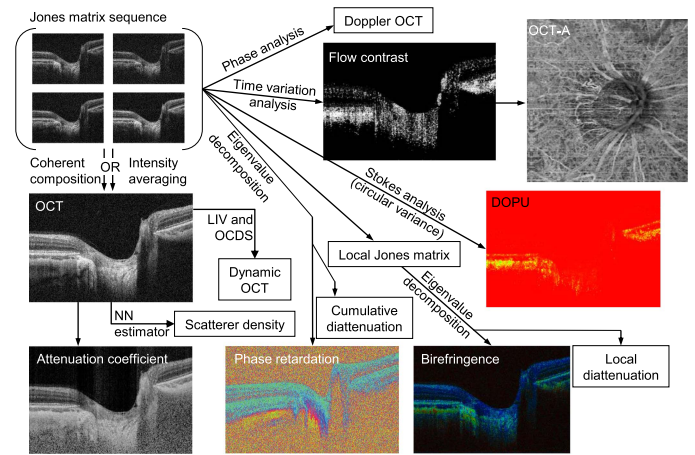 Jones matrix sequence
Doppler OCT
OCT-A
Phase analysis
Flow contrast
Time variation
analysis
Eigenvalue
decomposition
Coherent
composition
OR
Intensity
averaging
Stokes analysis
(circular variance)
OCT
DOPU
LIV and
OCDS
Local Jones matrix
Dynamic
OCT
Eigenvalue
decomposition
NN
estimator
Scatterer density
Cumulative
diattenuation
Attenuation coefficient
Phase retardation
Birefringence
Local
diattenuation